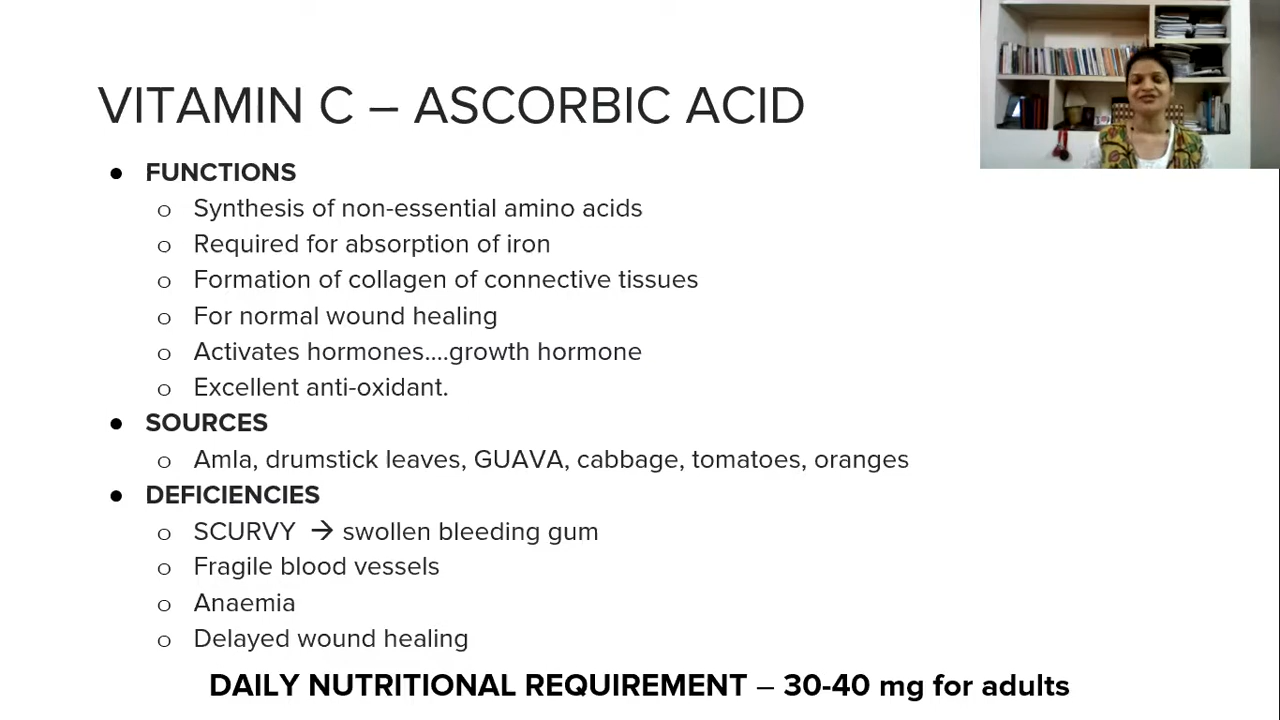 VITAMIN C – ASCORBIC ACID
● FUNCTIONS
o Synthesis of non-essential amino acids
o Required for absorption of iron
o Formation of collagen of connective tissues
o For normal wound healing
o Activates hormones....growth hormone
o Excellent anti-oxidant.
● SOURCES
o Amla, drumstick leaves, GUAVA, cabbage, tomatoes, oranges
● DEFICIENCIES
o SCURVY → swollen bleeding gum
o Fragile blood vessels
o Anaemia
o Delayed wound healing
DAILY NUTRITIONAL REQUIREMENT – 30-40 mg for adults